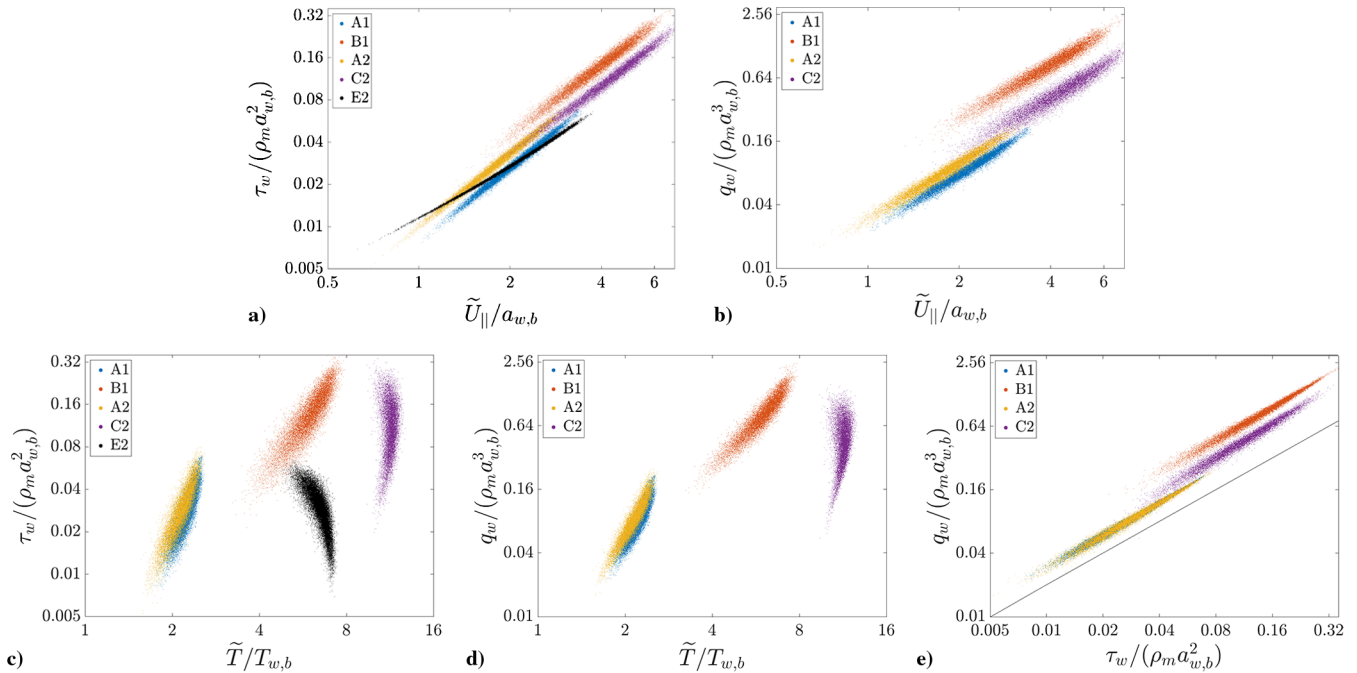 0.32
0.16
0.08
0.04
0.02
0.01
0.005
τ_w/(ρ_m a²_{w,b})
A1
B1
A2
C2
E2
0.5
1
2
4
6
a)
Ũ_{||}/a_{w,b}
2.56
0.64
0.16
0.04
0.01
q_w/(ρ_m a³_{w,b})
A1
B1
A2
C2
0.5
1
2
4
6
b)
Ũ_{||}/a_{w,b}
0.32
0.16
0.08
0.04
0.02
0.01
0.005
τ_w/(ρ_m a²_{w,b})
A1
B1
A2
C2
E2
1
2
4
8
16
c)
T̃/T_{w,b}
2.56
0.64
0.16
0.04
0.01
q_w/(ρ_m a³_{w,b})
A1
B1
A2
C2
1
2
4
8
16
d)
T̃/T_{w,b}
2.56
0.64
0.16
0.04
0.01
q_w/(ρ_m a³_{w,b})
A1
B1
A2
C2
0.005
0.01
0.02
0.04
0.08
0.16
0.32
e)
τ_w/(ρ_m a²_{w,b})